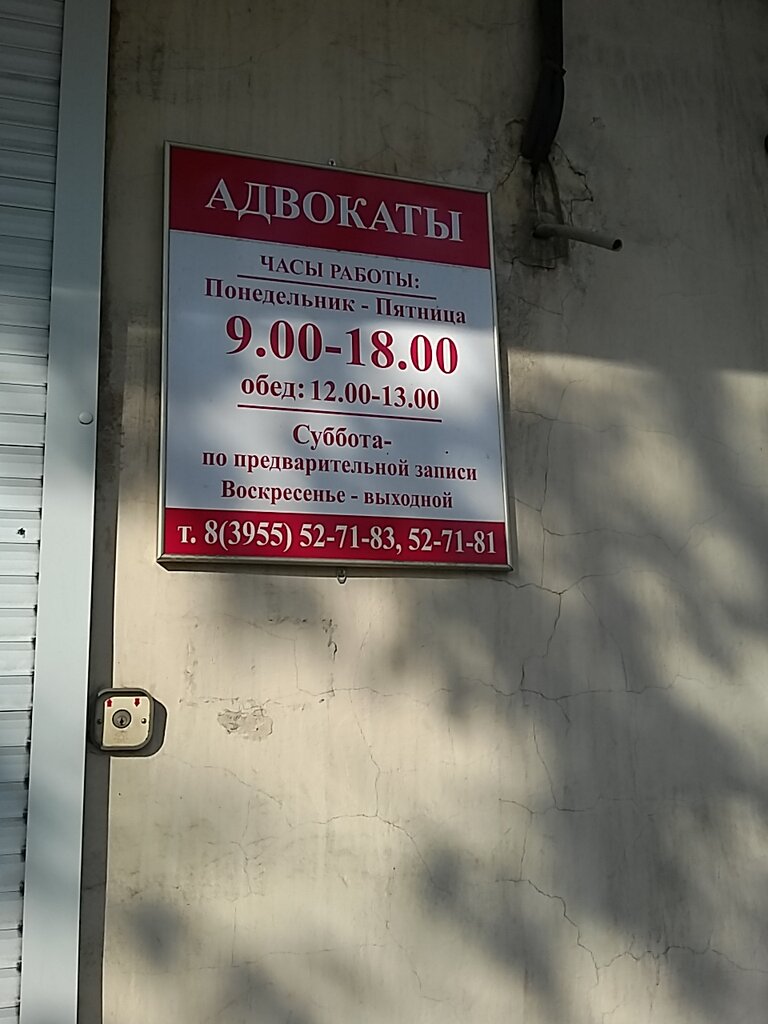 АДВОКАТЫ
ЧАСЫ РАБОТЫ:
Понедельник - Пятница
9.00-18.00
обед: 12.00-13.00
Суббота-
по предварительной записи
Воскресенье - выходной
т. 8(3955) 52-71-83, 52-71-81